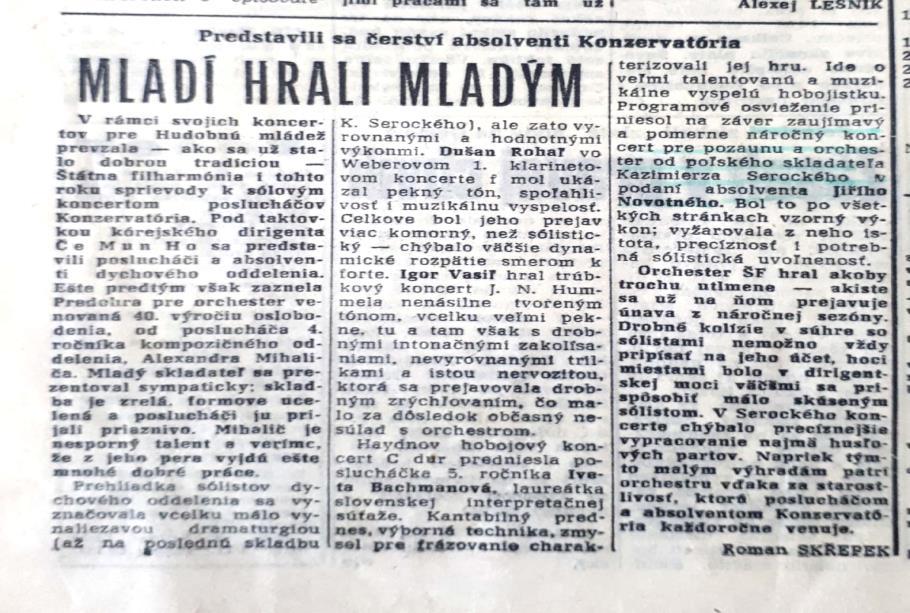 jími prácami sa tam už
Alexej LEŠNÍK
Predstavili sa čerství absolventi Konzervatória
MLADÍ HRALI MLADÝM
V rámci svojich koncer-
tov pre Hudobnú mládež
prevzala — ako sa už sta-
lo dobrou tradíciou —
Štátna filharmónia i tohto
roku sprievody k sólovým
koncertom poslucháčov
Konzervatória. Pod taktov-
kou kórejského dirigenta
Če Mun Ho sa predsta-
vili poslucháči a absolven-
ti dychového oddelenia.
Ešte predtým však zaznela
Predohra pre orchester ve-
novaná 40. výročiu oslobo-
denia, od poslucháča 4.
ročníka kompozičného od-
delenia, Alexandra Mihali-
ča. Mladý skladateľ sa pre-
zentoval sympaticky: sklad-
ba je zrelá, formove uce-
lená a poslucháči ju pri-
jali priaznivo. Mihalič je
nesporný talent a veríme,
že z jeho pera vyjdú ešte
mnohé dobré práce.
Prehliadka sólistov dy-
chového oddelenia sa vy-
značovala vcelku málo vy-
naliezavou dramaturgiou
(až na poslednú skladbu
K. Serockého), ale zato vy-
rovnanými a hodnotnými
výkonmi. Dušan Rohaľ vo
Weberovom 1. klarineto-
vom koncerte f mol uká-
zal pekný tón, spoľahli-
vosť i muzikálnu vyspelosť.
Celkove bol jeho prejav
viac komorný, než sólistic-
ký — chýbalo väčšie dyna-
mické rozpätie smerom k
forte. Igor Vasiľ hral trúb-
kový koncert J. N. Hum-
mela nenásilne tvoreným
tónom, vcelku veľmi pek-
ne, tu a tam však s drob-
nými intonačnými zakolísa-
niami, nevyrovnanými tril-
kami a istou nervozitou,
ktorá sa prejavovala drob-
ným zrýchľovaním, čo ma-
lo za dôsledok občasný ne-
súlad s orchestrom.
Haydnov hobojový kon-
cert C dur predniesla po-
slucháčka 5. ročníka Ive-
ta Bachmanová, laureátka
slovenskej interpretačnej
súťaže. Kantabilný pred-
nes, výborná technika, zmy-
sel pre frázovanie charak-
terizovali jej hru. Ide o
veľmi talentovanú a muzi-
kálne vyspelú hobojistku.
Programové osvieženie pri-
niesol na záver zaujímavý
a pomerne náročný kon-
cert pre pozaunu a orches-
ter od poľského skladateľa
Kazimierza Serockého v
podaní absolventa Jiřího
Novotného. Bol to po všet-
kých stránkach vzorný vý-
kon; vyžarovala z neho is-
tota, precíznosť i potreb-
ná sólistická uvoľnenosť.
Orchester ŠF hral akoby
trochu utlmene — akiste
sa už na ňom prejavuje
únava z náročnej sezóny.
Drobné kolízie v súhre so
sólistami nemožno vždy
pripísať na jeho účet, hoci
miestami bolo v dirigent-
skej moci väčšmi sa pri-
spôsobiť málo skúseným
sólistom. V Serockého kon-
certe chýbalo precíznejšie
vypracovanie najmä husľo-
vých partov. Napriek tým-
to malým výhradám patrí
orchestru vďaka za starost-
livosť, ktorú poslucháčom
a absolventom Konzervató-
ria každoročne venuje.
Roman SKŘEPEK